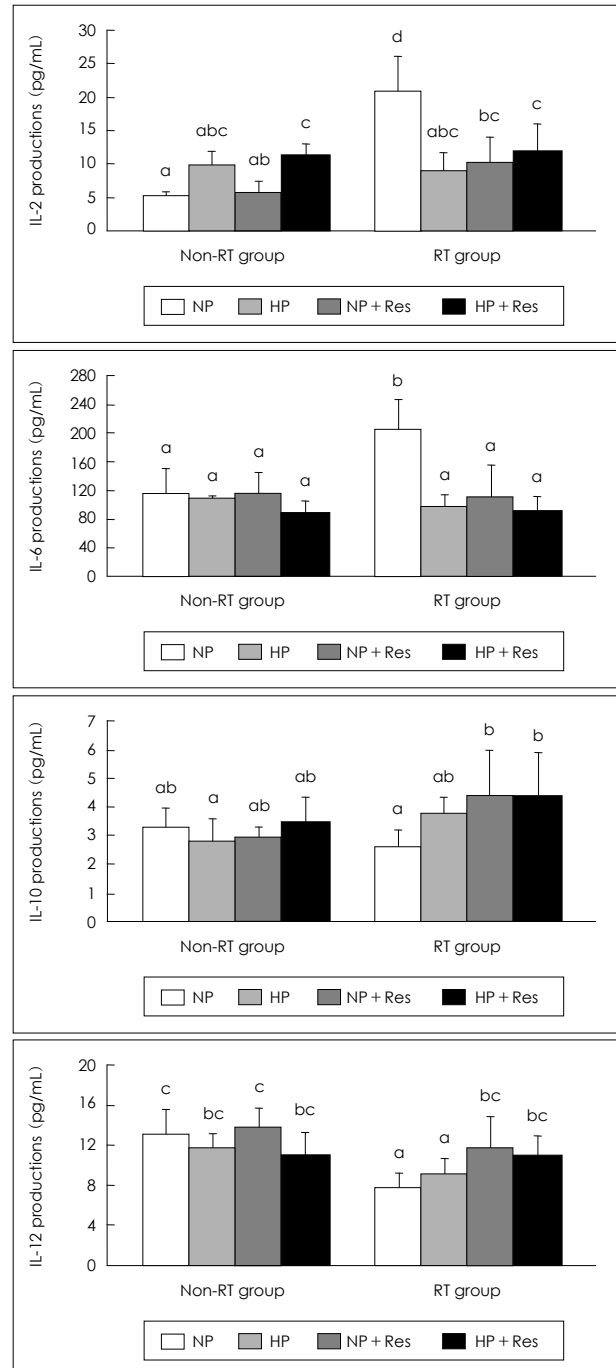 IL-2 productions (pg/mL)
30
25
20
15
10
5
0
a
abc
ab
c
d
abc
bc
c
Non-RT group
RT group
NP
HP
NP + Res
HP + Res
IL-6 productions (pg/mL)
280
240
200
160
120
80
40
0
a
a
a
a
b
a
a
a
Non-RT group
RT group
NP
HP
NP + Res
HP + Res
IL-10 productions (pg/mL)
7
6
5
4
3
2
1
0
ab
a
ab
ab
a
ab
b
b
Non-RT group
RT group
NP
HP
NP + Res
HP + Res
IL-12 productions (pg/mL)
20
16
12
8
4
0
c
bc
c
bc
a
a
bc
bc
Non-RT group
RT group
NP
HP
NP + Res
HP + Res